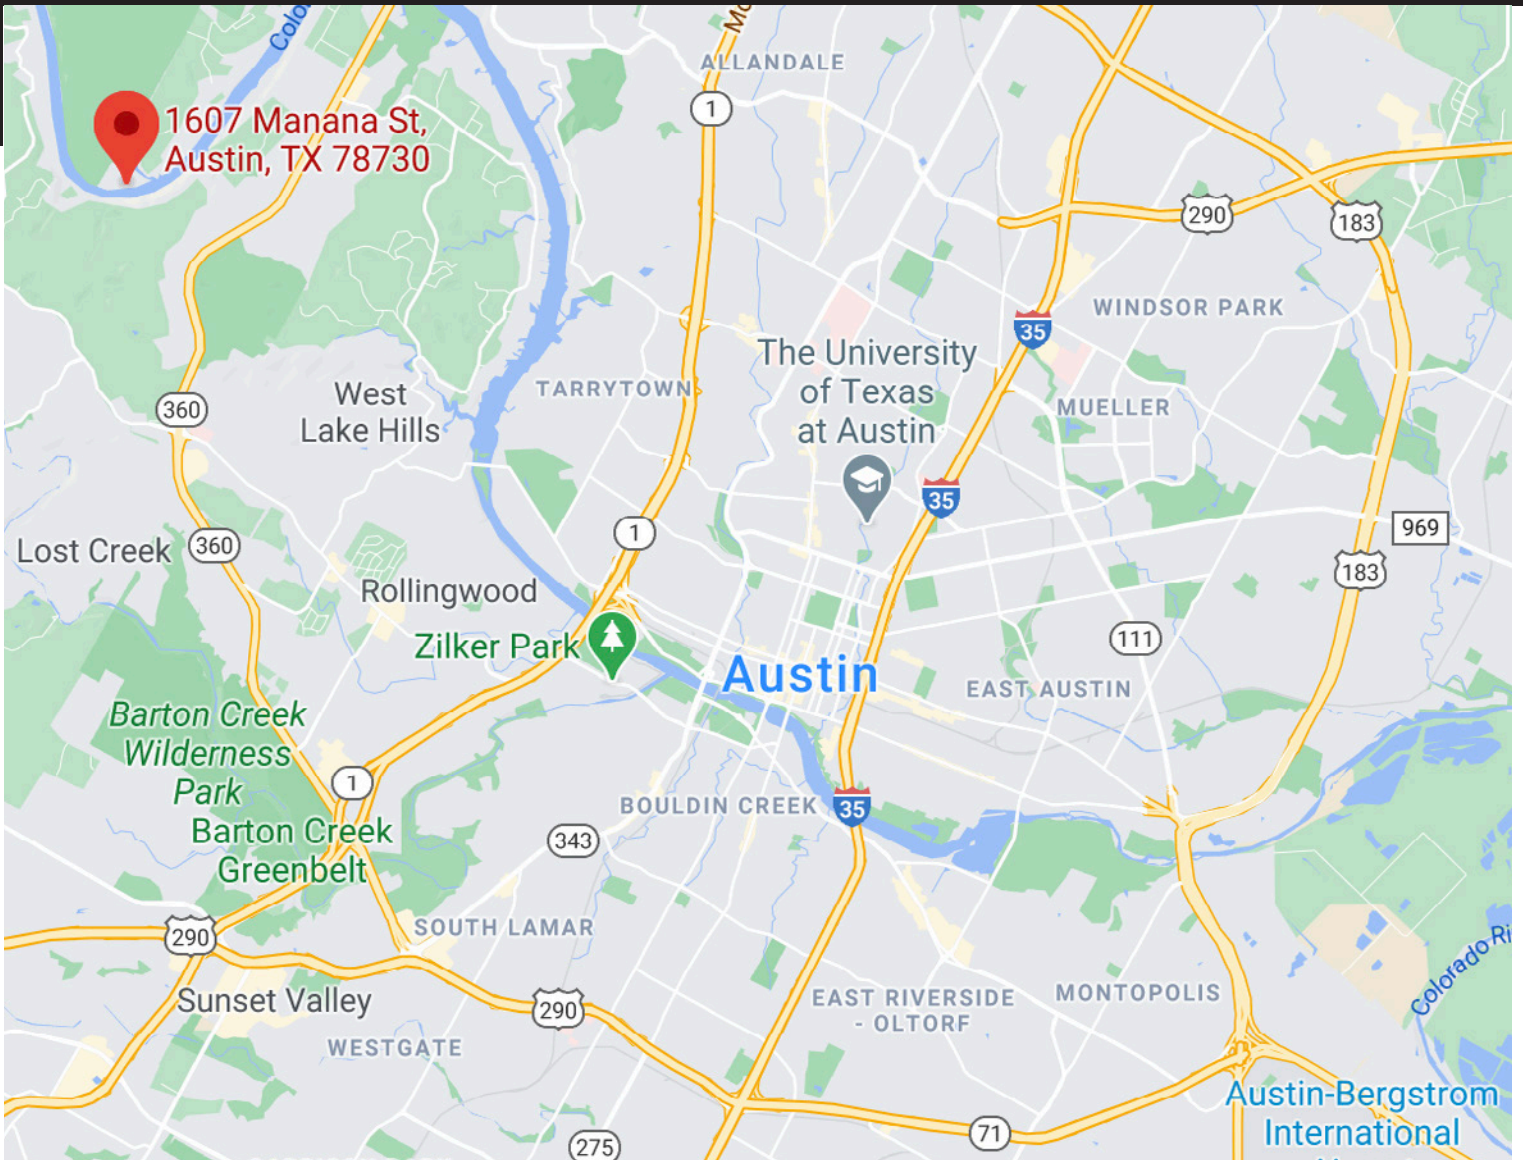 Colo
Mo
ALLANDALE
1
1607 Manana St,
Austin, TX 78730
290
183
WINDSOR PARK
35
The University
of Texas
at Austin
TARRYTOWN
West
Lake Hills
360
MUELLER
35
1
969
Lost Creek
360
183
Rollingwood
Zilker Park
111
Austin
EAST AUSTIN
Barton Creek
Wilderness
Park
1
BOULDIN CREEK
35
Barton Creek
Greenbelt
343
SOUTH LAMAR
290
Colorado Ri
Sunset Valley
290
EAST RIVERSIDE
- OLTORF
MONTOPOLIS
WESTGATE
Austin-Bergstrom
International
71
275